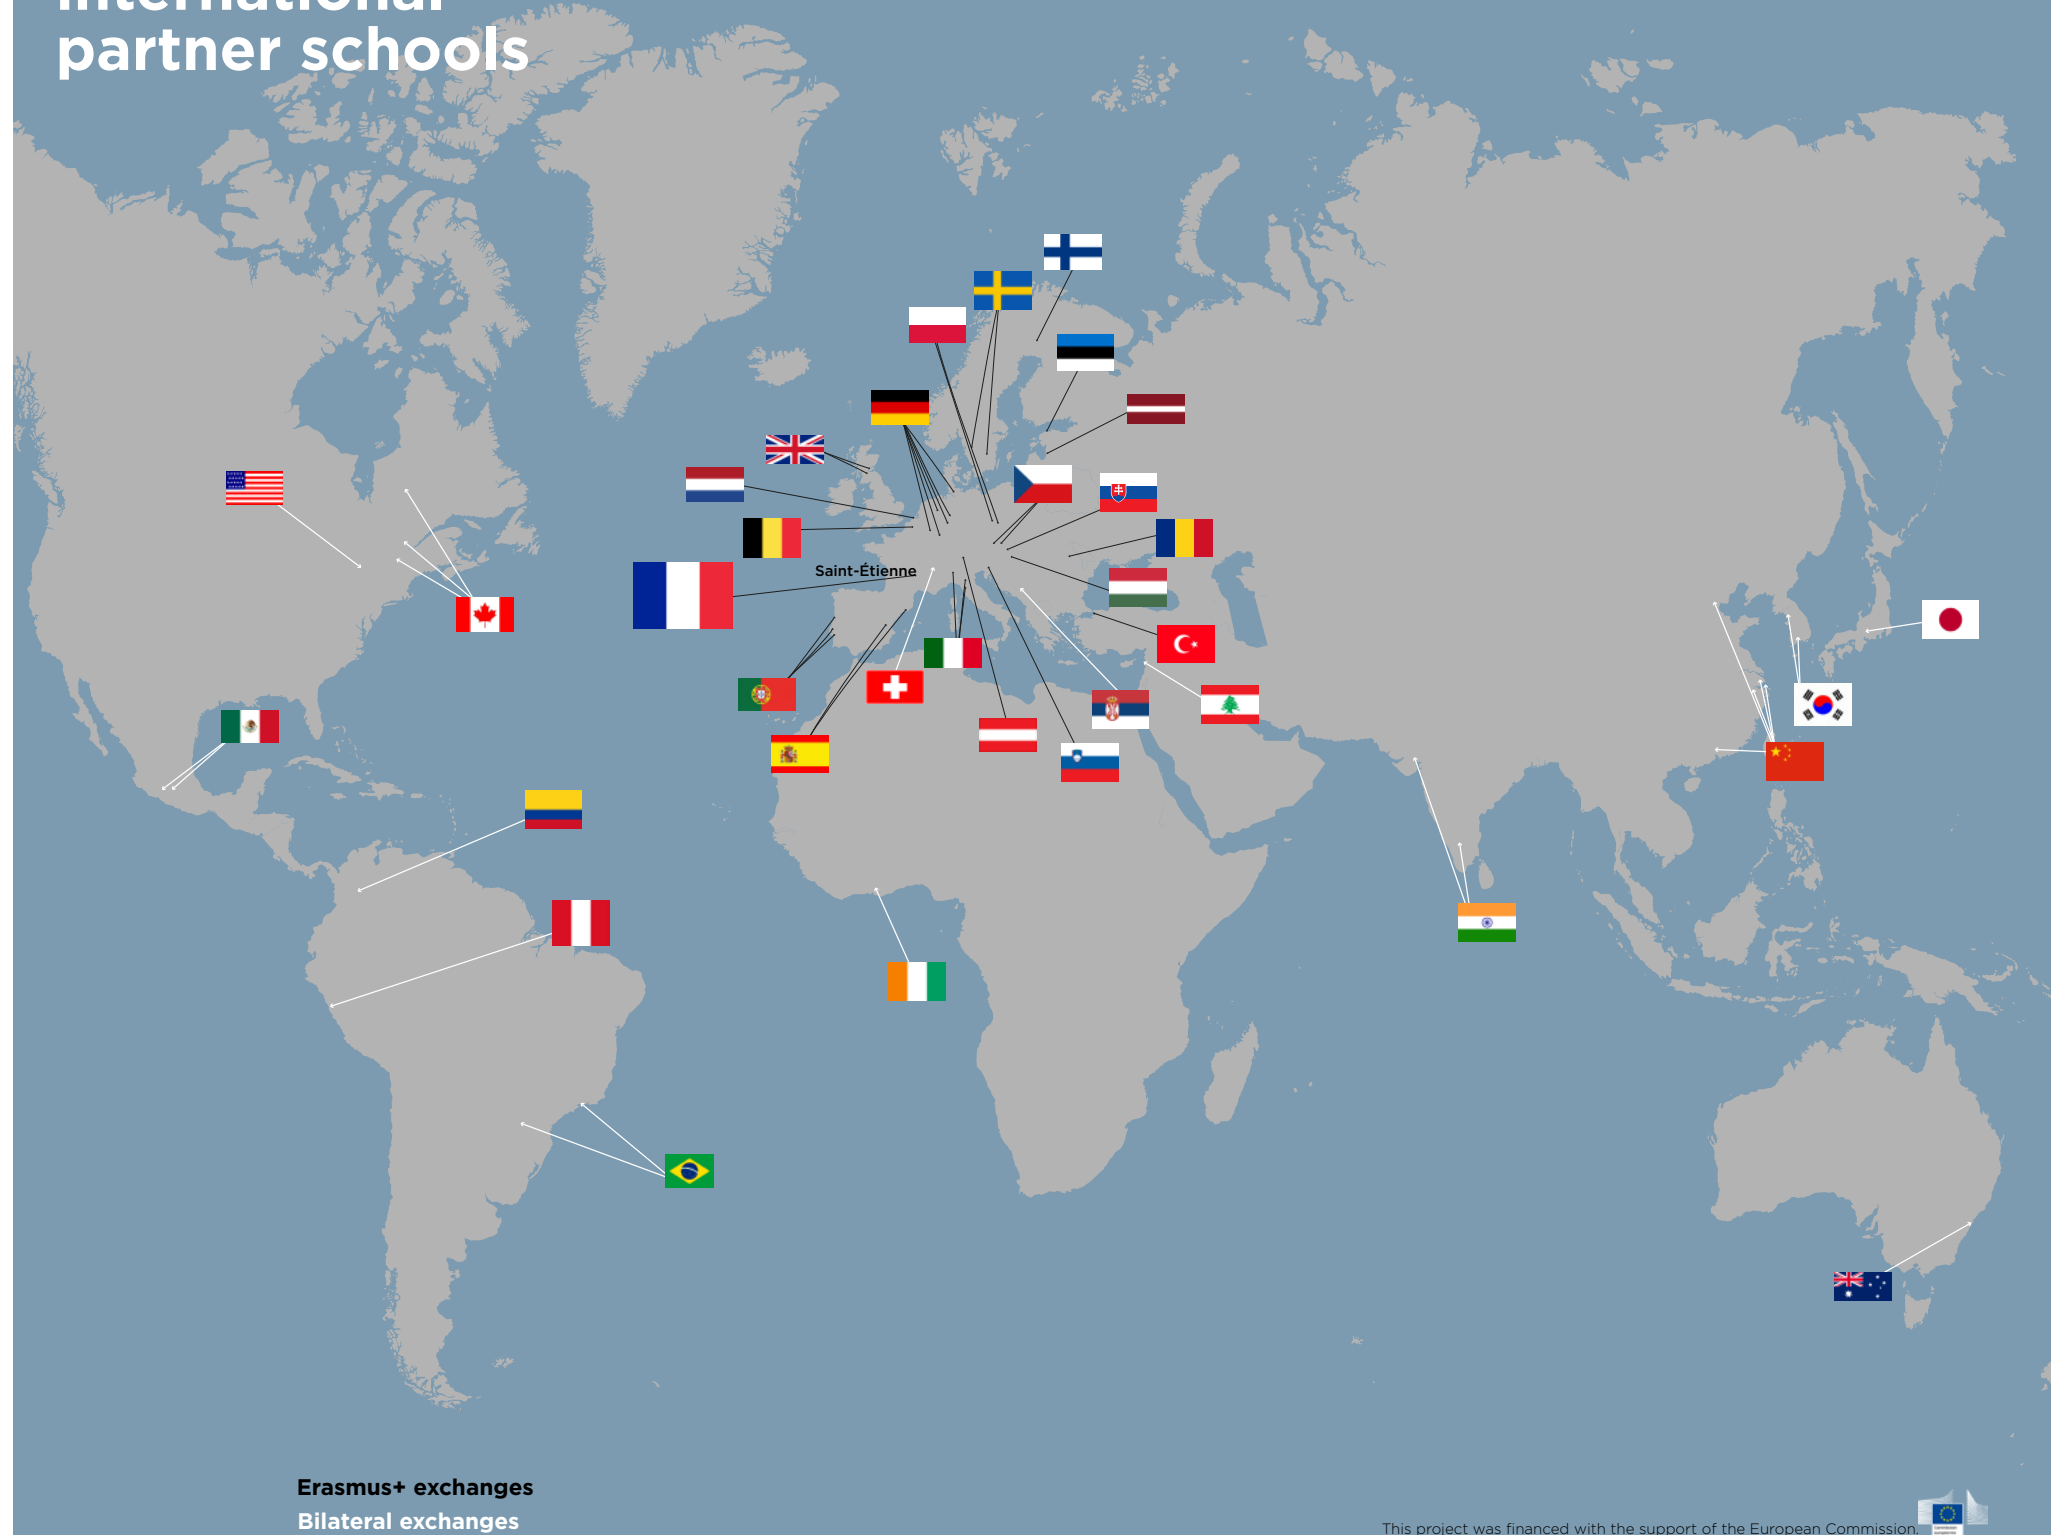 international
partner schools
Saint-Étienne
Erasmus+ exchanges
Bilateral exchanges
This project was financed with the support of the European Commission.